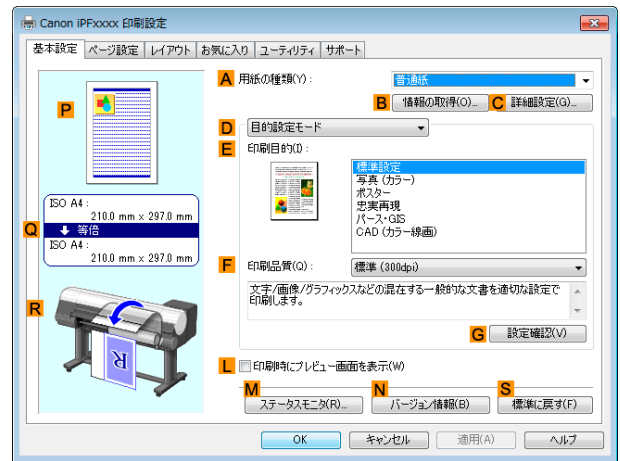 Canon iPFxxxx 印刷設定
基本設定 ページ設定 レイアウト お気に入り ユーティリティ サポート
A 用紙の種類(Y): 普通紙
B 情報の取得(O)... C 詳細設定(G)...
P
D 目的設定モード
E 印刷目的(I):
標準設定
写真 (カラー)
ポスター
忠実再現
パース・GIS
CAD (カラー線画)
ISO A4 :
210.0 mm x 297.0 mm
Q 等倍
ISO A4 :
210.0 mm x 297.0 mm
F 印刷品質(Q): 標準 (300dpi)
文字/画像/グラフィックスなどの混在する一般的な文書を適切な設定で
印刷します。
R
R
G 設定確認(V)
L 印刷時にプレビュー画面を表示(W)
M N S
ステータスモニタ(R)... バージョン情報(B) 標準に戻す(F)
OK キャンセル 適用(A) ヘルプ